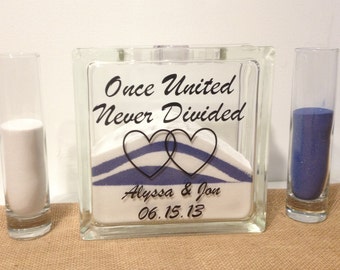 Once United
Never Divided
Alyssa & Jon
06.15.13